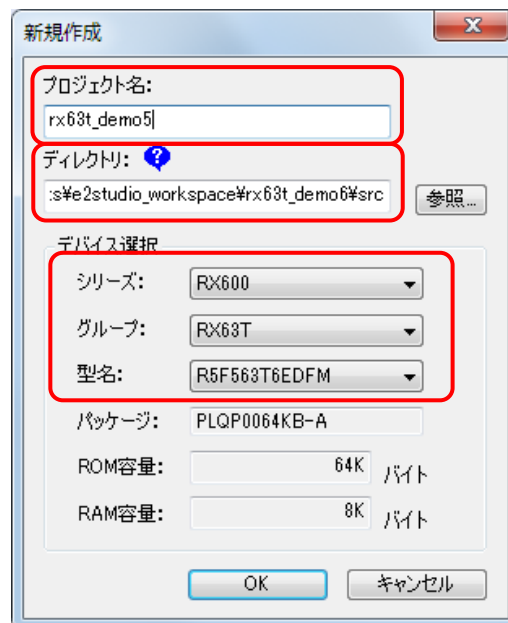 新規作成
プロジェクト名:
rx63t_demo5
ディレクトリ: ?
:s¥e2studio_workspace¥rx63t_demo6¥src 参照...
デバイス選択
シリーズ: RX600
グループ: RX63T
型名: R5F563T6EDFM
パッケージ: PLQP0064KB-A
ROM容量: 64K バイト
RAM容量: 8K バイト
OK キャンセル